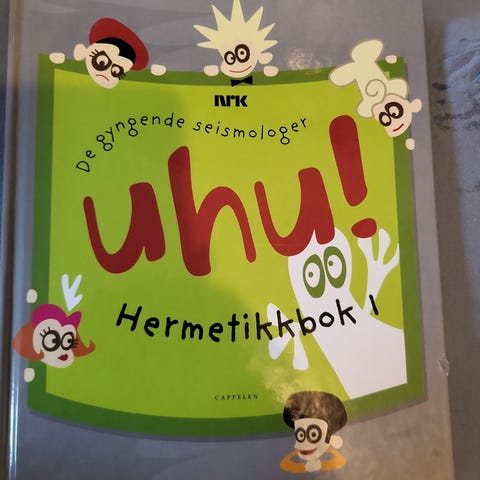 NRK
De gyngende seismologer
uhu!
Hermetikkbok 1
CAPPELEN